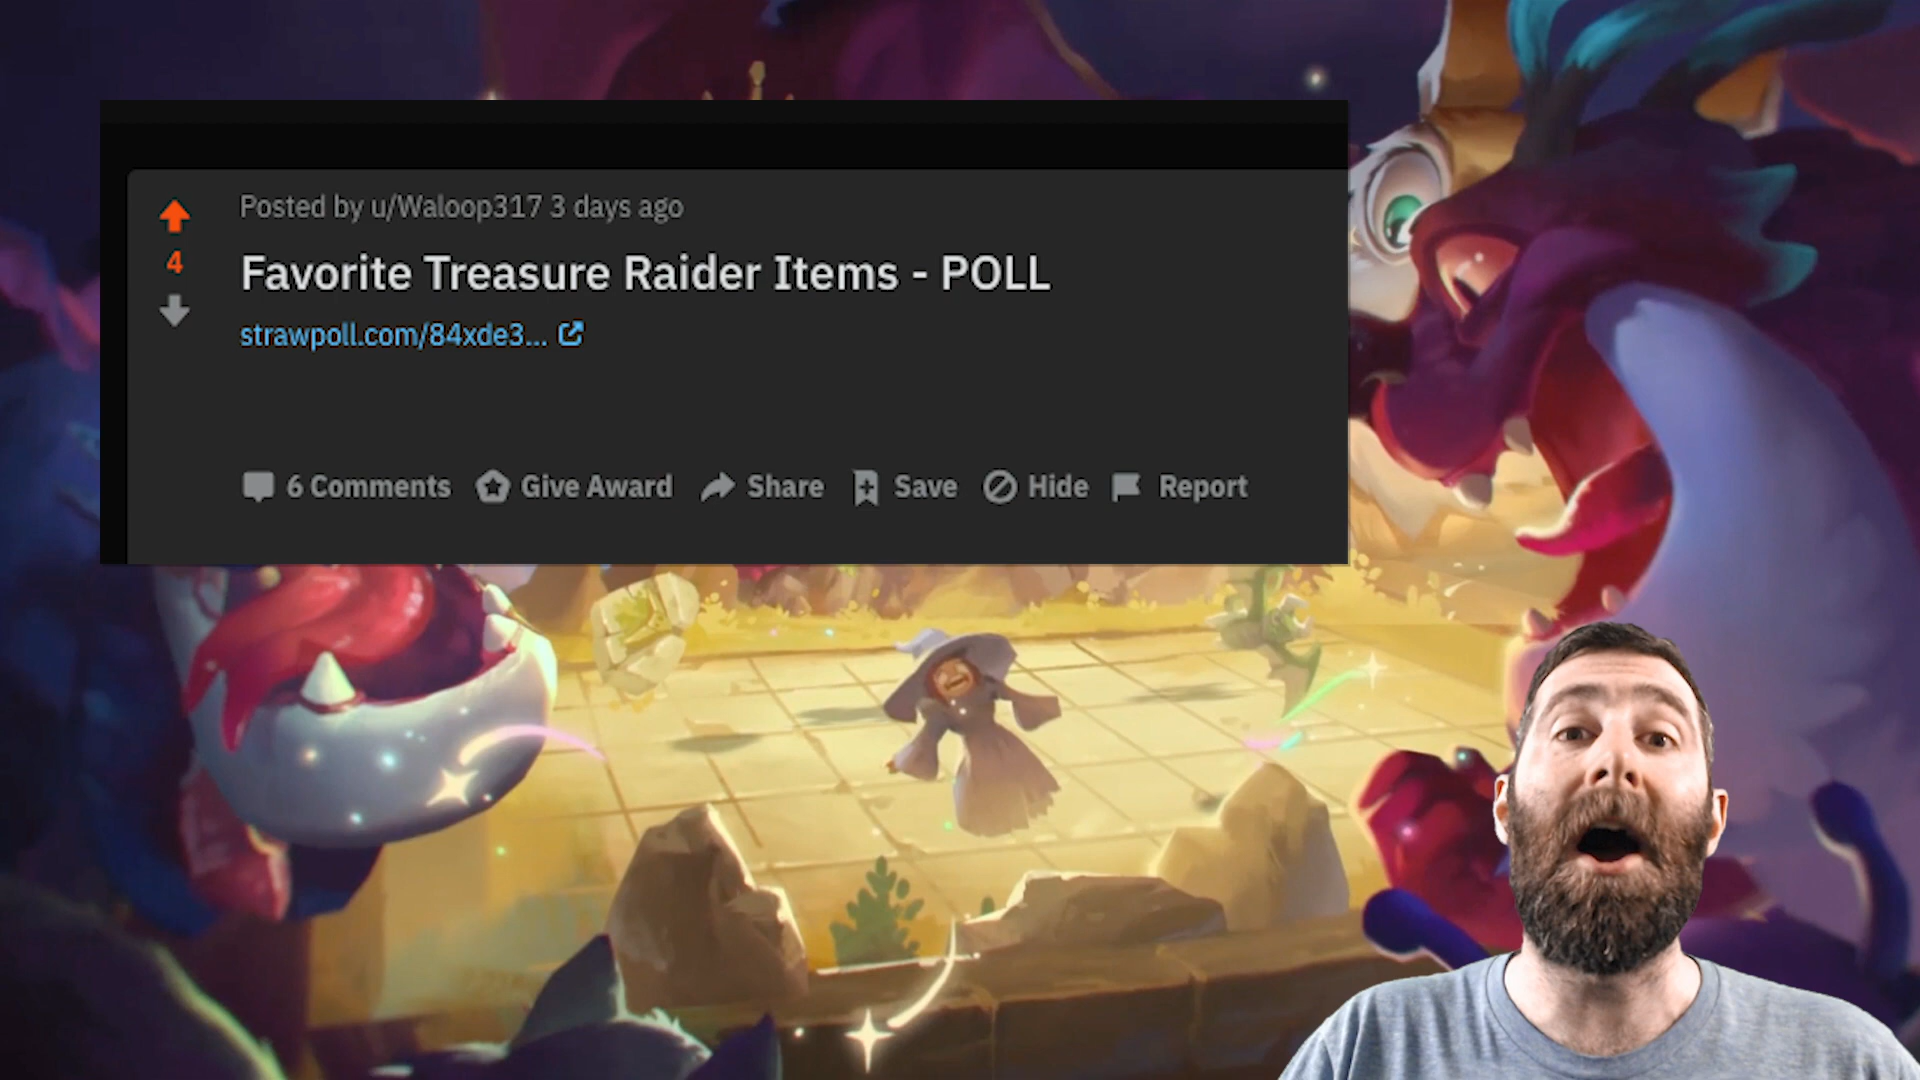 Posted by u/Waloop317 3 days ago
4
Favorite Treasure Raider Items - POLL
strawpoll.com/84xde3...
6 Comments Give Award Share Save Hide Report